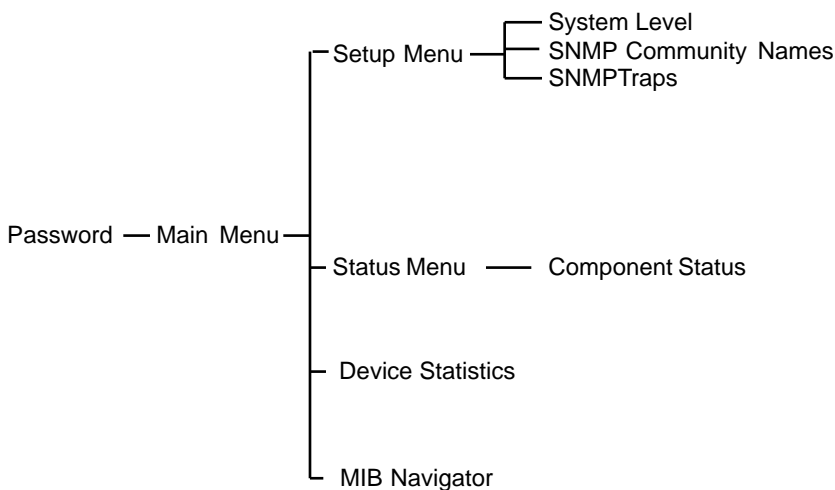 System Level
Setup Menu
SNMP Community Names
SNMPTraps
Password
Main Menu
Status Menu
Component Status
Device Statistics
MIB Navigator